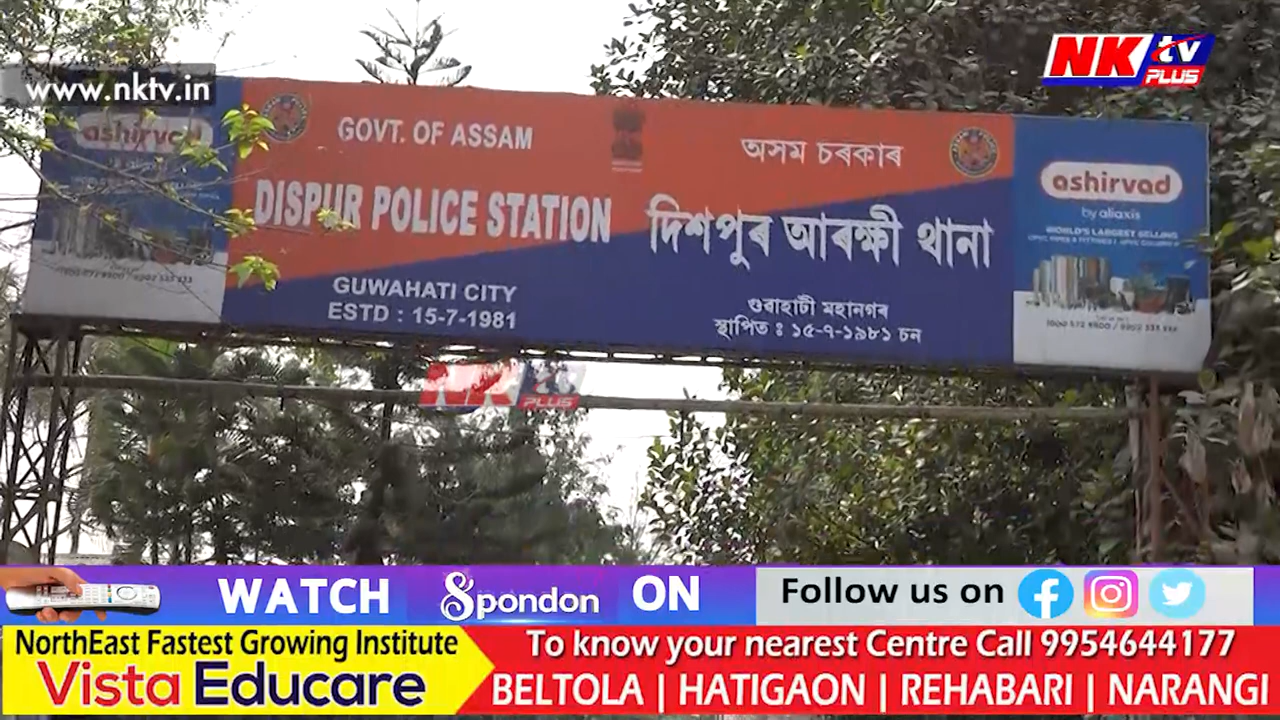 www.nktv.in
NK tv PLUS
ashirvad
GOVT. OF ASSAM
DISPUR POLICE STATION
GUWAHATI CITY
ESTD : 15-7-1981
অসম চৰকাৰ
দিশপুৰ আৰক্ষী থানা
গুৱাহাটী মহানগৰ
স্থাপিত : ১৫-৭-১৯৮১ চন
ashirvad
by aliaxis
WORLD'S LARGEST SELLING
NK tv PLUS
WATCH Spondon ON
Follow us on
NorthEast Fastest Growing Institute
Vista Educare
To know your nearest Centre Call 9954644177
BELTOLA | HATIGAON | REHABARI | NARANGI